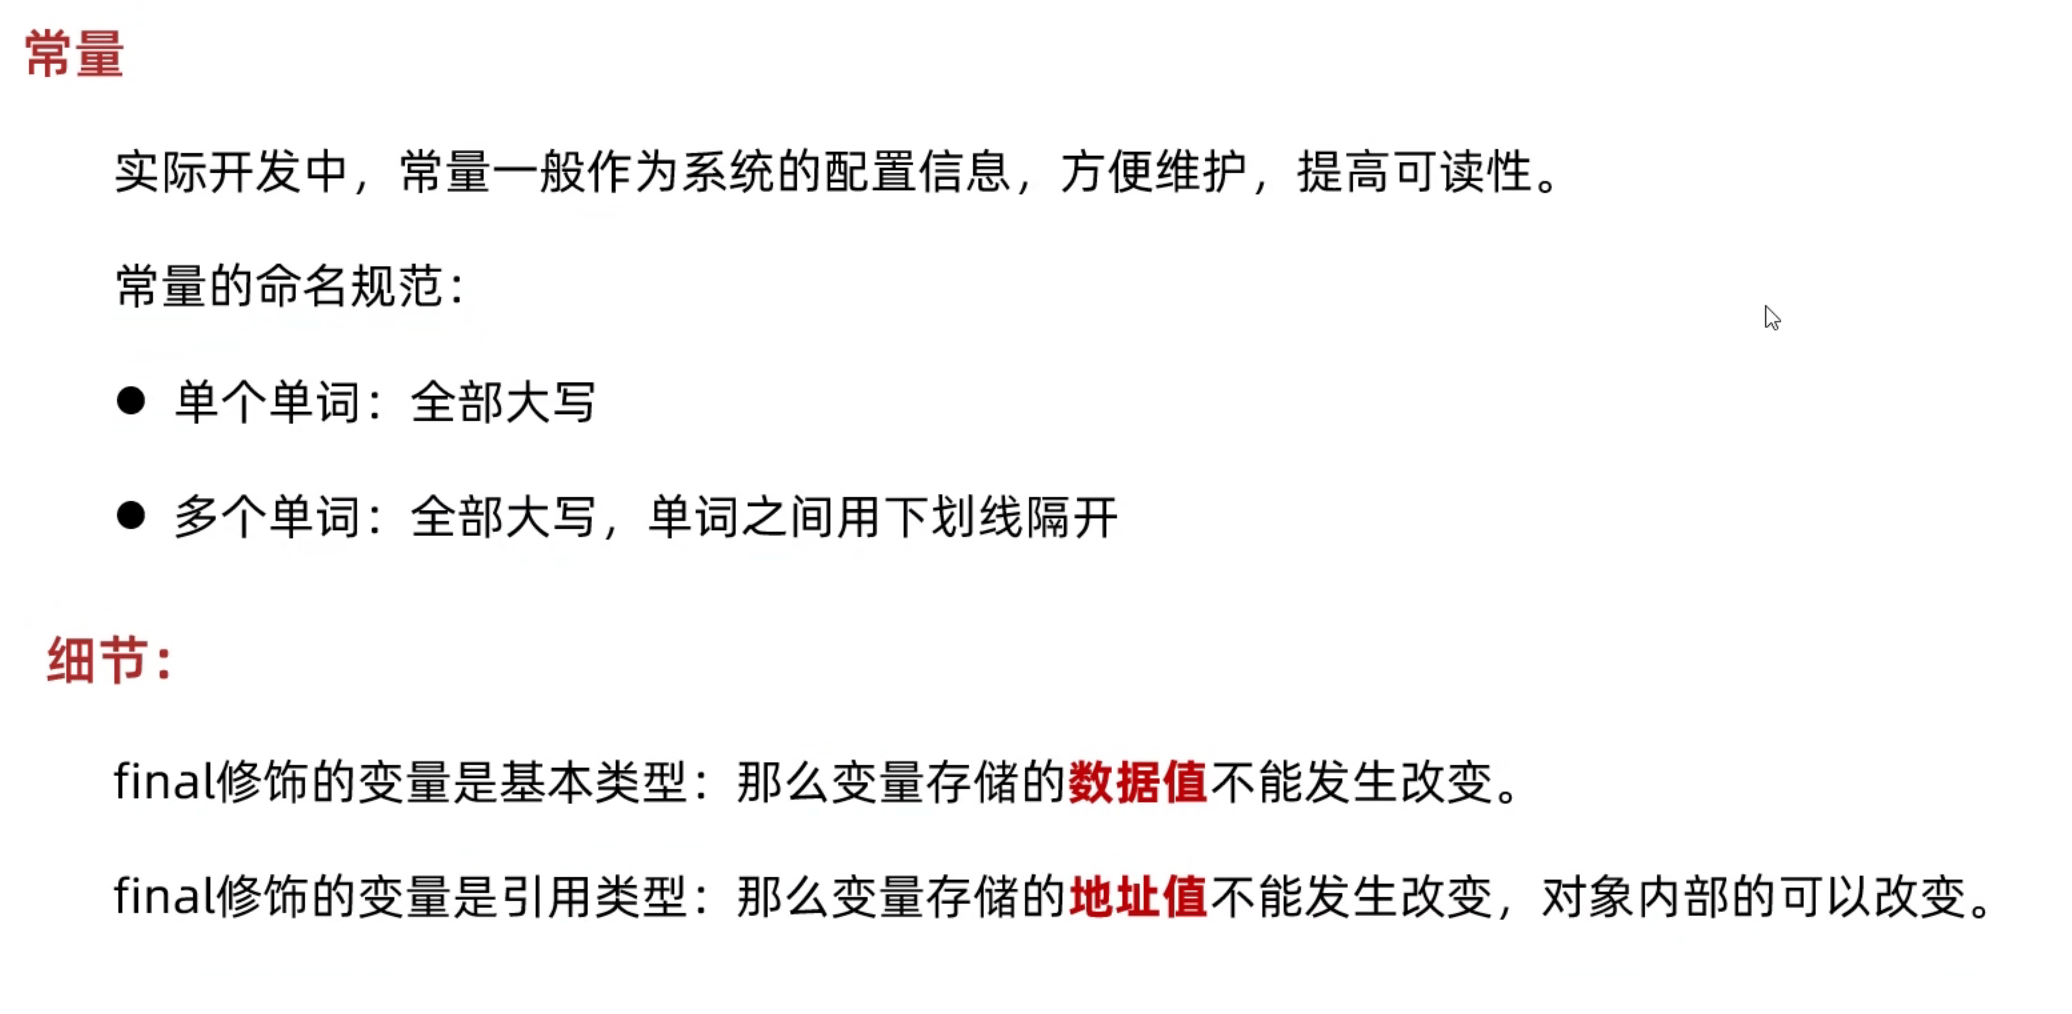 常量
实际开发中，常量一般作为系统的配置信息，方便维护，提高可读性。
常量的命名规范：
● 单个单词：全部大写
● 多个单词：全部大写，单词之间用下划线隔开
细节：
final修饰的变量是基本类型：那么变量存储的数据值不能发生改变。
final修饰的变量是引用类型：那么变量存储的地址值不能发生改变，对象内部的可以改变。